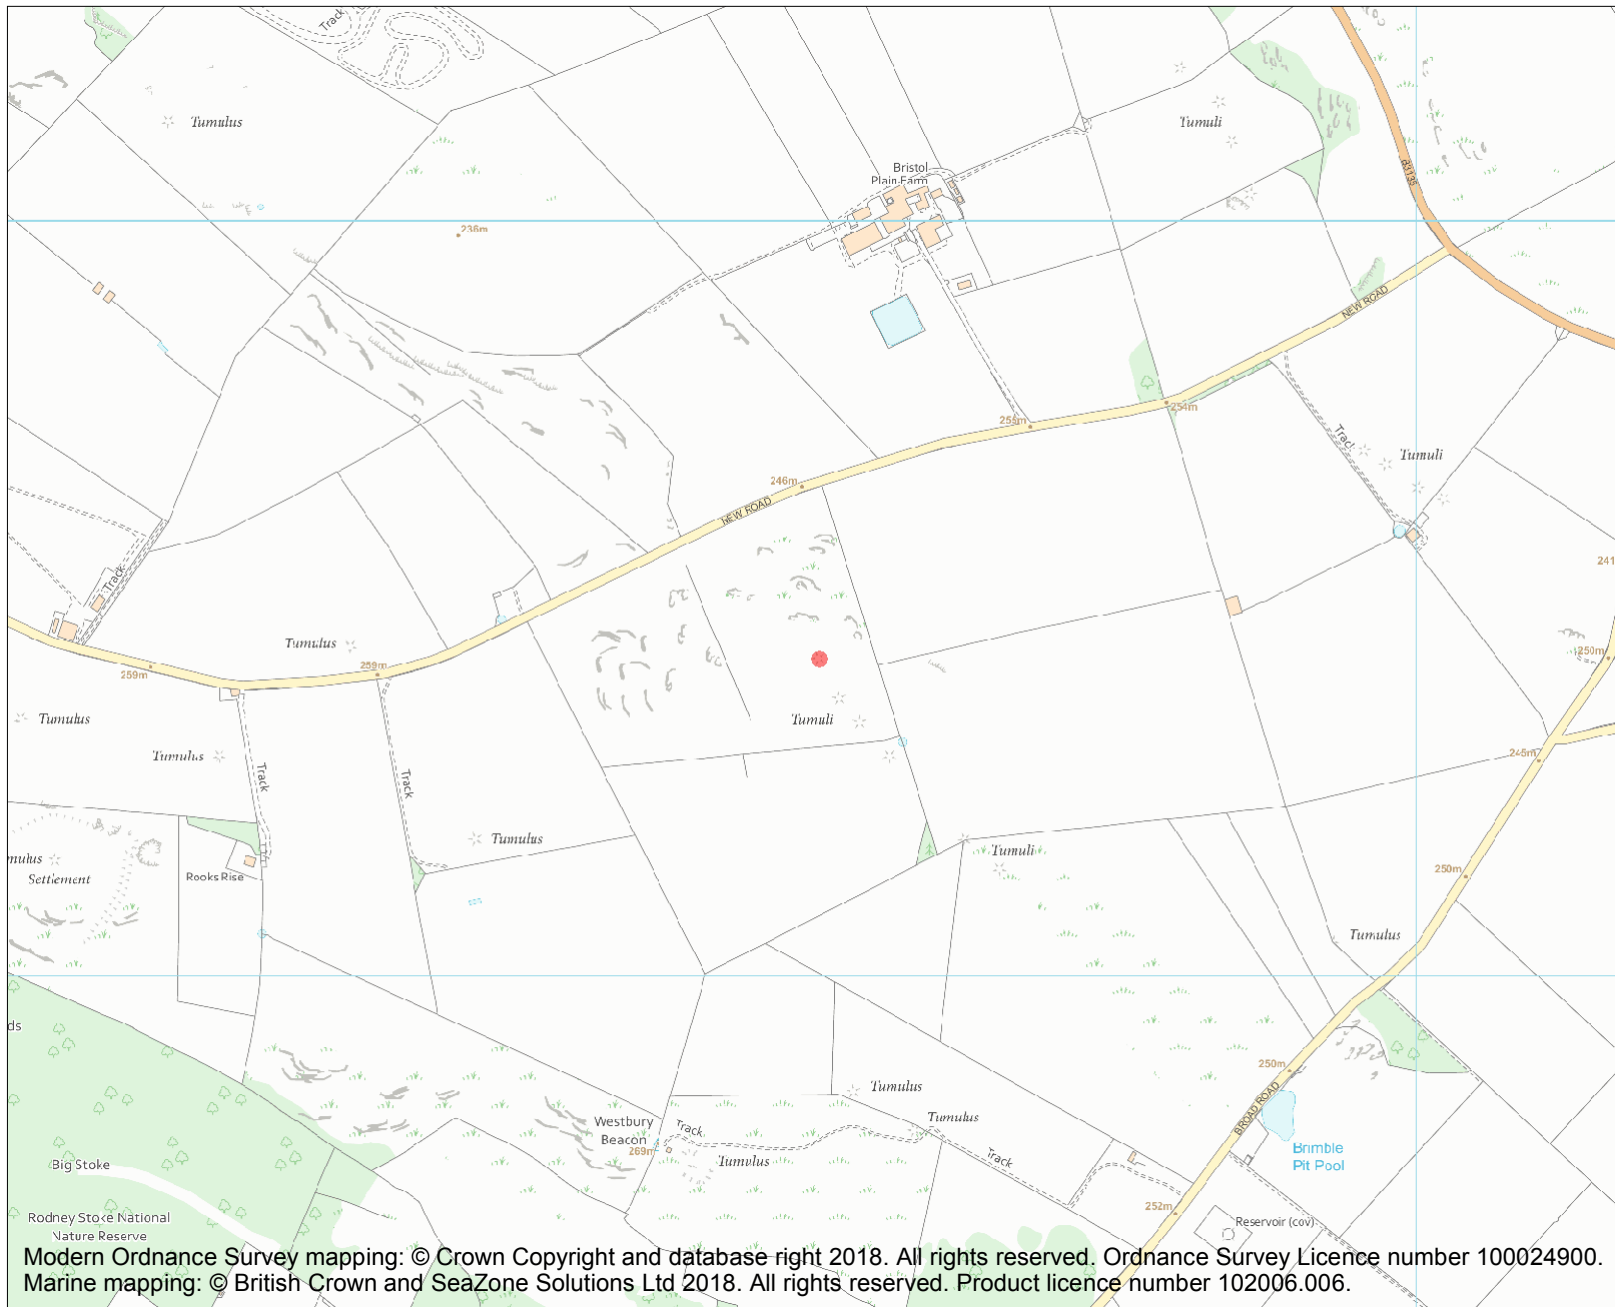 Track
Tumulus
Tumuli
Bristol
Plain Farm
B3135
236m
NEW ROAD
254m
255m
Track
Tumuli
246m
NEW ROAD
241
Track
Tumulus
259m
259m
250m
Tumulus
Tumuli
Tumulus
245m
Track
Track
Tumulus
Tumuli
mulus
Settlement
Rooks Rise
250m
Tumulus
ds
250m
Tumulus
Tumulus
BROAD ROAD
Westbury
Beacon
269m
Track
Tumulus
Track
Brimble
Pit Pool
Big Stoke
252m
Rodney Stoke National
Nature Reserve
Reservoir (cov)
Modern Ordnance Survey mapping: © Crown Copyright and database right 2018. All rights reserved. Ordnance Survey Licence number 100024900.
Marine mapping: © British Crown and SeaZone Solutions Ltd 2018. All rights reserved. Product licence number 102006.006.